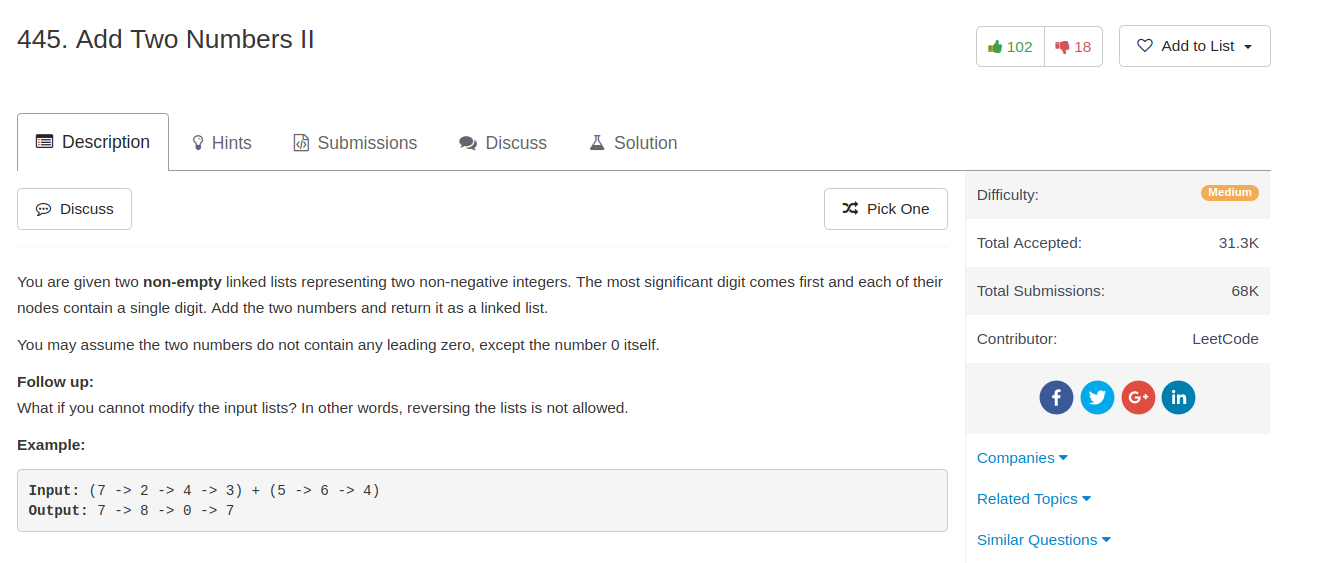 445. Add Two Numbers II
102
18
Add to List
Description
Hints
Submissions
Discuss
Solution
Discuss
Pick One
You are given two non-empty linked lists representing two non-negative integers. The most significant digit comes first and each of their
nodes contain a single digit. Add the two numbers and return it as a linked list.
You may assume the two numbers do not contain any leading zero, except the number 0 itself.
Follow up:
What if you cannot modify the input lists? In other words, reversing the lists is not allowed.
Example:
Input: (7 -> 2 -> 4 -> 3) + (5 -> 6 -> 4)
Output: 7 -> 8 -> 0 -> 7
Difficulty: Medium
Total Accepted: 31.3K
Total Submissions: 68K
Contributor: LeetCode
f
G+
in
Companies
Related Topics
Similar Questions